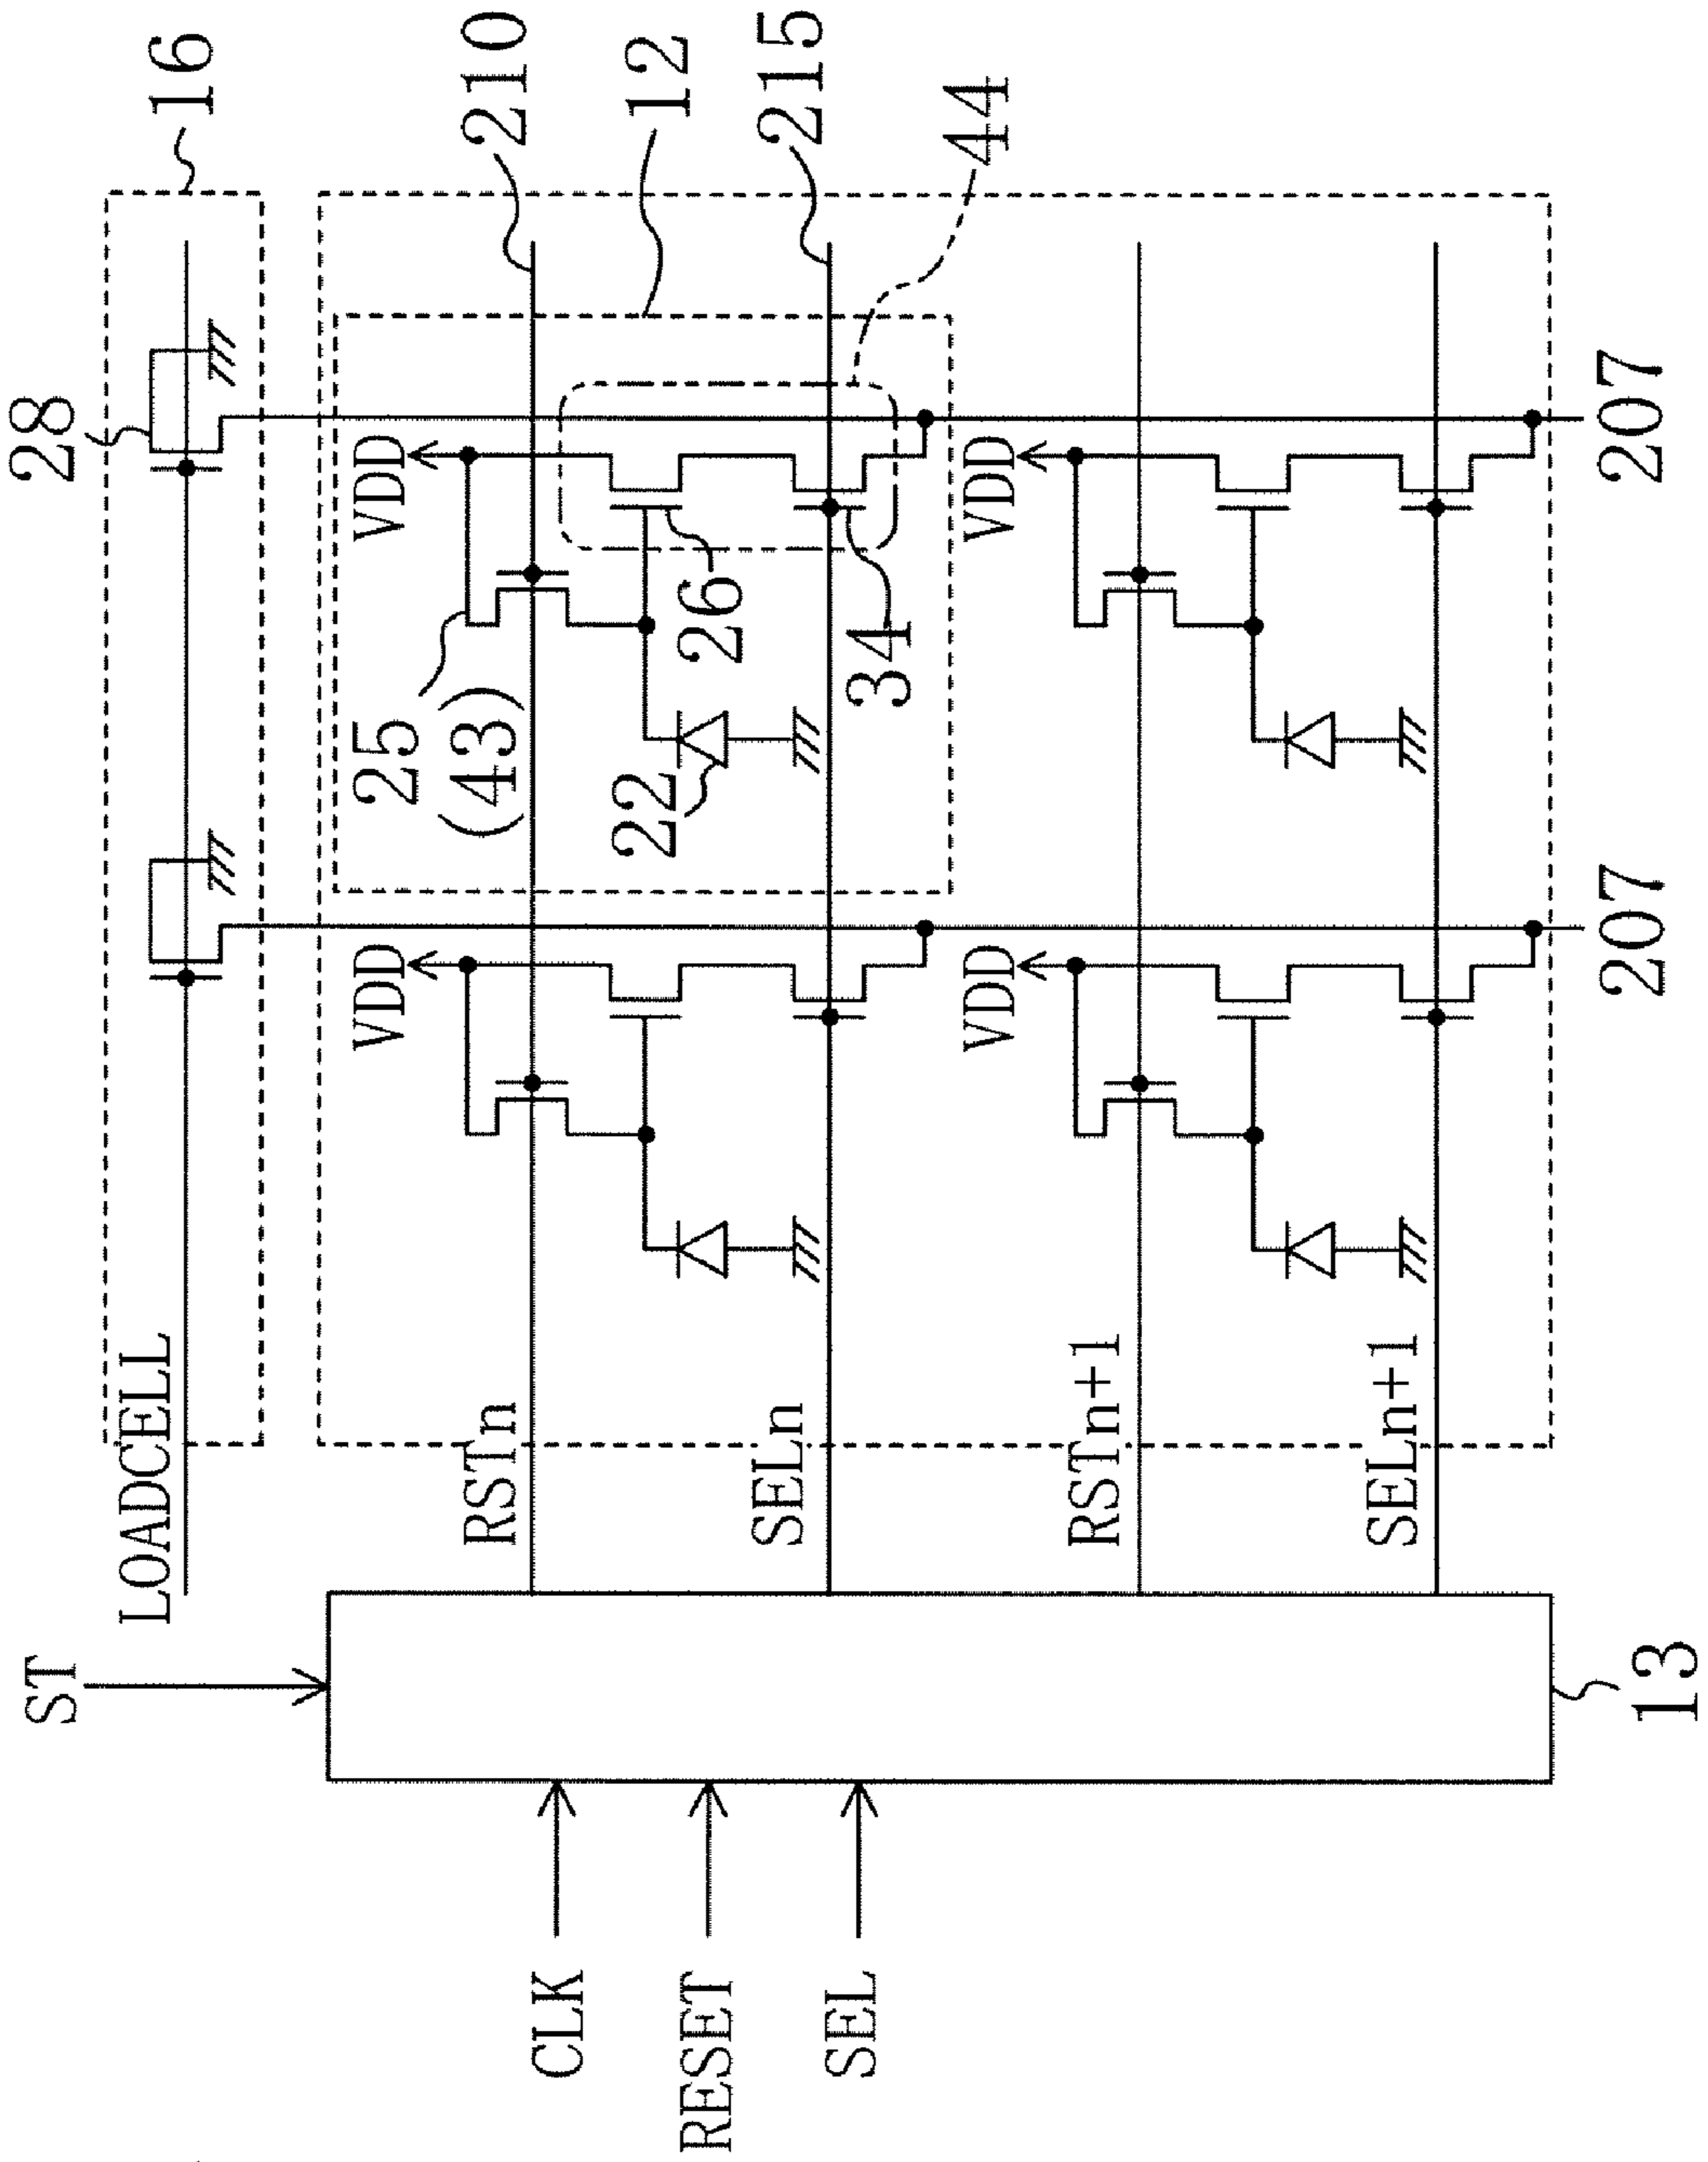 28
16
LOADCELL
ST
210
12
215
44
VDD
VDD
25
(43)
26
22
34
RSTn
SELn
VDD
VDD
RSTn+1
SELn+1
207
207
13
CLK
RESET
SEL